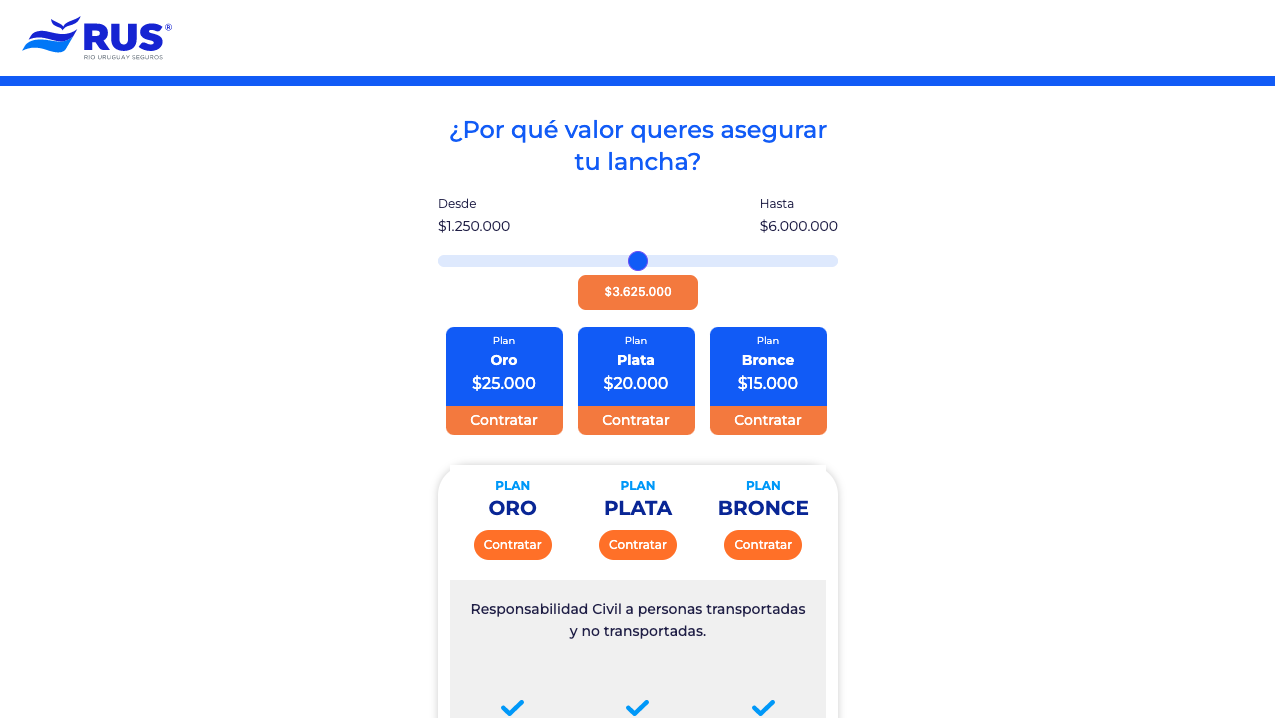 RUS®
RIO URUGUAY SEGUROS
¿Por qué valor queres asegurar
tu lancha?
Desde
Hasta
$1.250.000
$6.000.000
$3.625.000
Plan
Oro
$25.000
Contratar
Plan
Plata
$20.000
Contratar
Plan
Bronce
$15.000
Contratar
PLAN
ORO
Contratar
PLAN
PLATA
Contratar
PLAN
BRONCE
Contratar
Responsabilidad Civil a personas transportadas
y no transportadas.